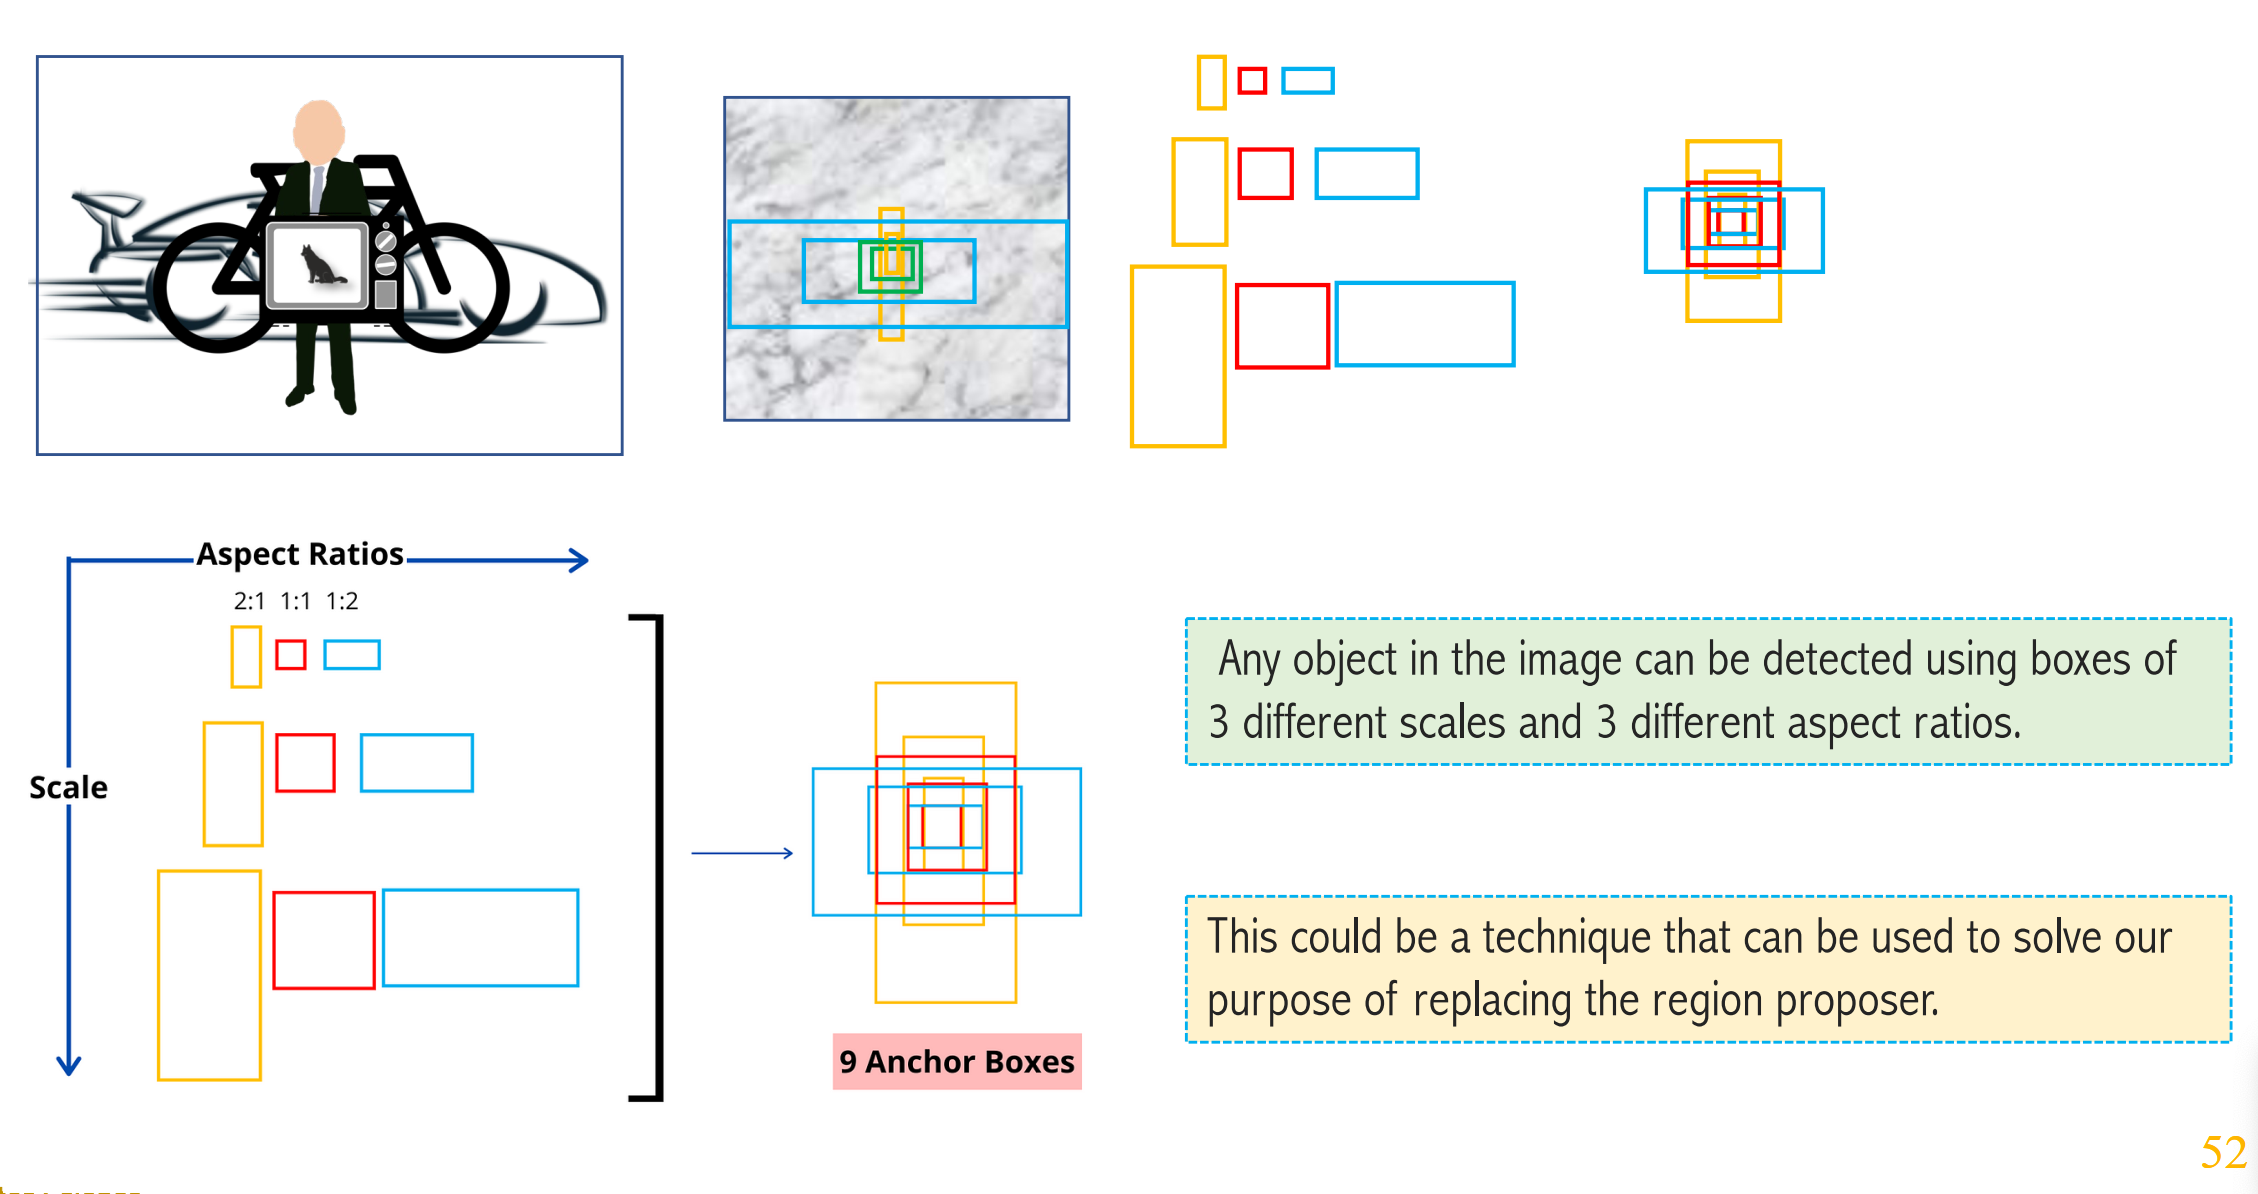 Aspect Ratios
2:1 1:1 1:2
Scale
9 Anchor Boxes
Any object in the image can be detected using boxes of
3 different scales and 3 different aspect ratios.
This could be a technique that can be used to solve our
purpose of replacing the region proposer.
52